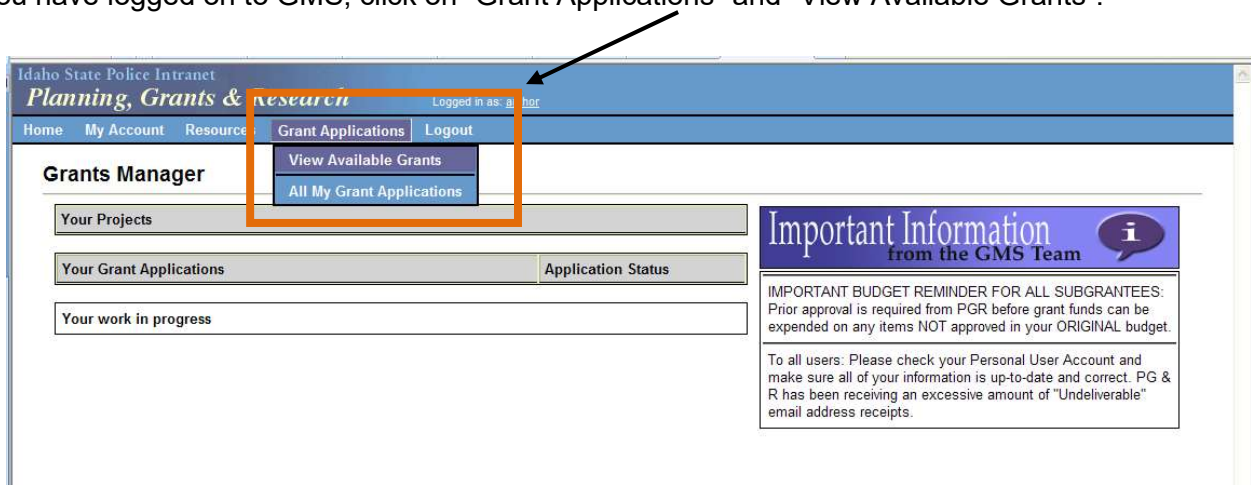 ou have logged on to GMS, click on "Grant Applications" and "View Available Grants".
Idaho State Police Intranet
Planning, Grants & Research
Logged in as: author
Home My Account Resources Grant Applications Logout
View Available Grants
All My Grant Applications
Grants Manager
Your Projects
Your Grant Applications Application Status
Your work in progress
Important Information
from the GMS Team
IMPORTANT BUDGET REMINDER FOR ALL SUBGRANTEES:
Prior approval is required from PGR before grant funds can be
expended on any items NOT approved in your ORIGINAL budget.
To all users: Please check your Personal User Account and
make sure all of your information is up-to-date and correct. PG &
R has been receiving an excessive amount of "Undeliverable"
email address receipts.